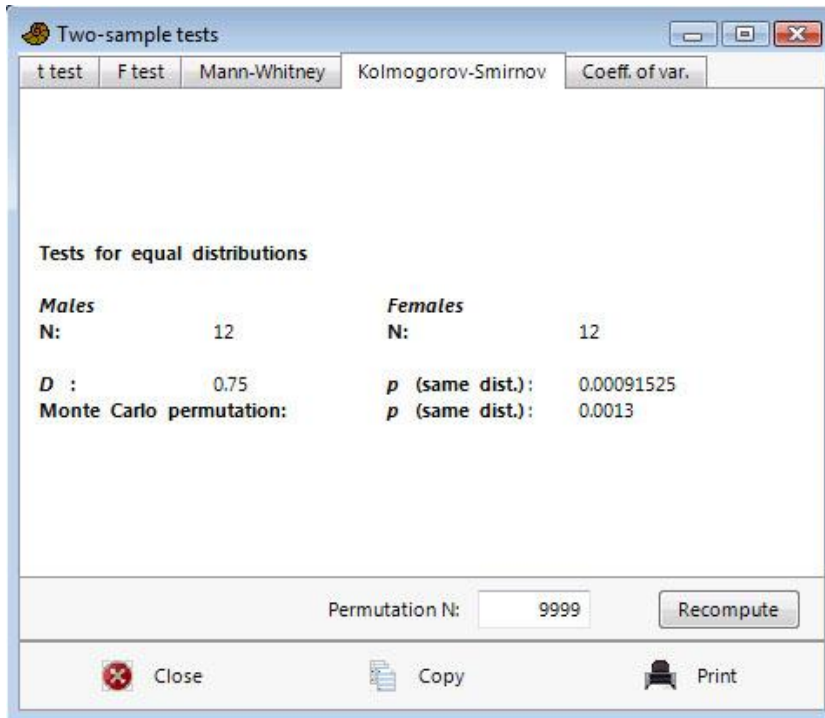 Two-sample tests
t test F test Mann-Whitney Kolmogorov-Smirnov Coeff. of var.
Tests for equal distributions
Males Females
N: 12 N: 12
D : 0.75 p (same dist.): 0.00091525
Monte Carlo permutation: p (same dist.): 0.0013
Permutation N: 9999 Recompute
Close Copy Print